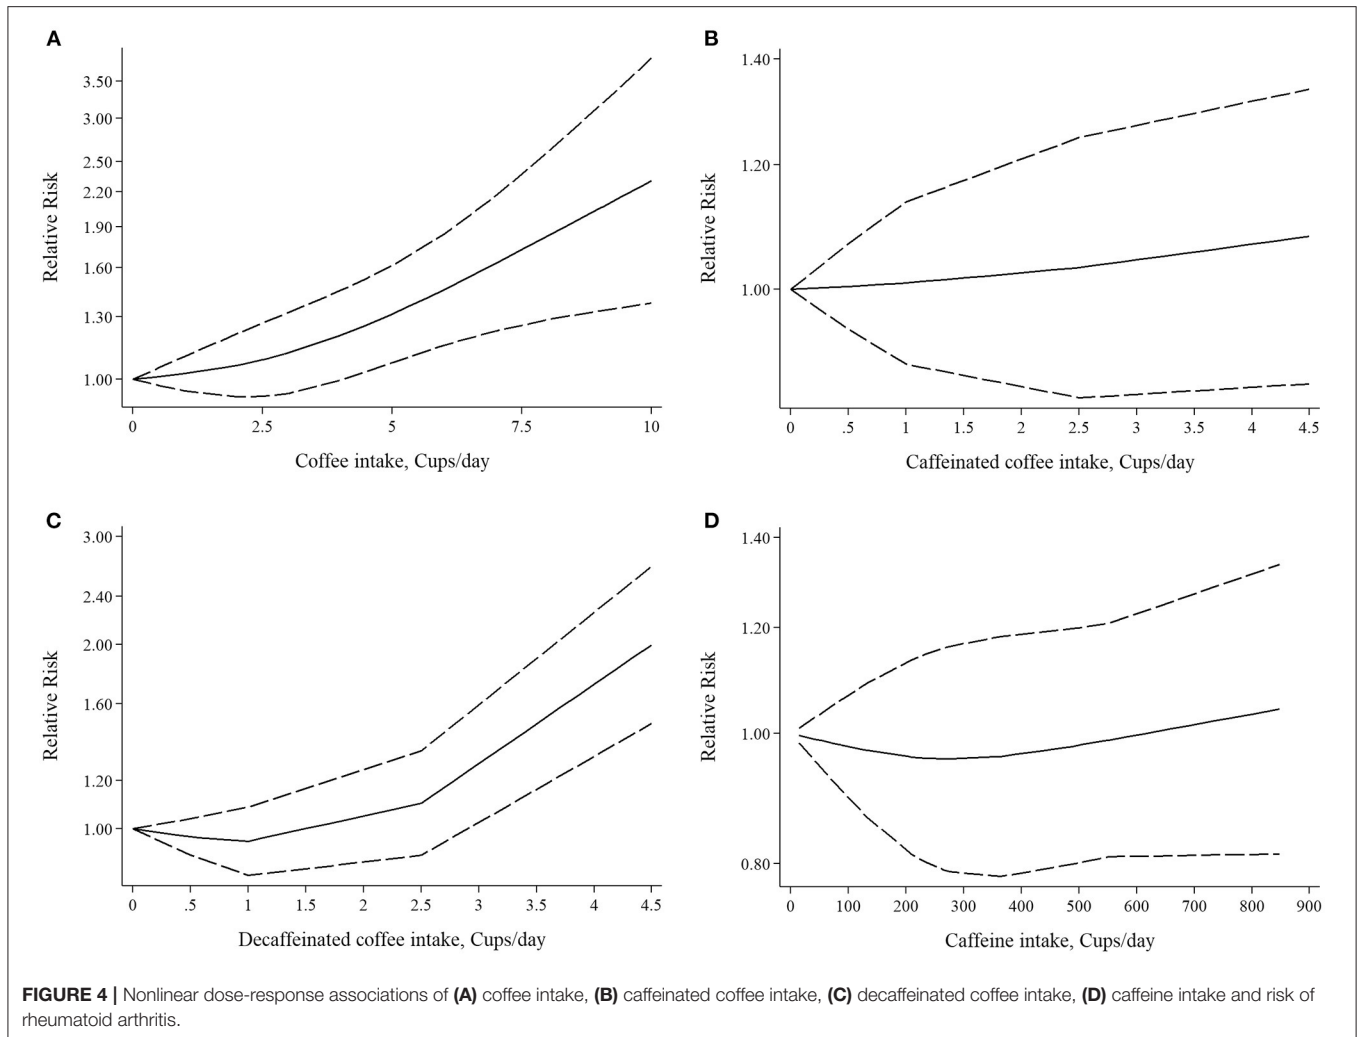 A
3.50
3.00
2.50
2.20
1.90
1.60
1.30
1.00
Relative Risk
0 2.5 5 7.5 10
Coffee intake, Cups/day
B
1.40
1.20
1.00
Relative Risk
0 .5 1 1.5 2 2.5 3 3.5 4 4.5
Caffeinated coffee intake, Cups/day
C
3.00
2.40
2.00
1.60
1.20
1.00
Relative Risk
0 .5 1 1.5 2 2.5 3 3.5 4 4.5
Decaffeinated coffee intake, Cups/day
D
1.40
1.20
1.00
0.80
Relative Risk
0 100 200 300 400 500 600 700 800 900
Caffeine intake, Cups/day
FIGURE 4 | Nonlinear dose-response associations of (A) coffee intake, (B) caffeinated coffee intake, (C) decaffeinated coffee intake, (D) caffeine intake and risk of
rheumatoid arthritis.